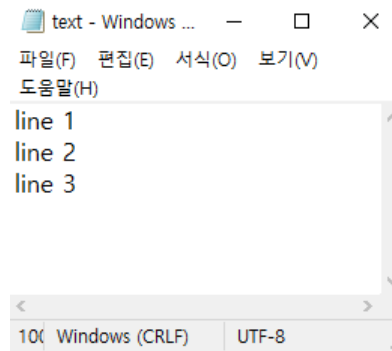 text - Windows ...
파일(F) 편집(E) 서식(O) 보기(V)
도움말(H)
line 1
line 2
line 3
100 Windows (CRLF) UTF-8